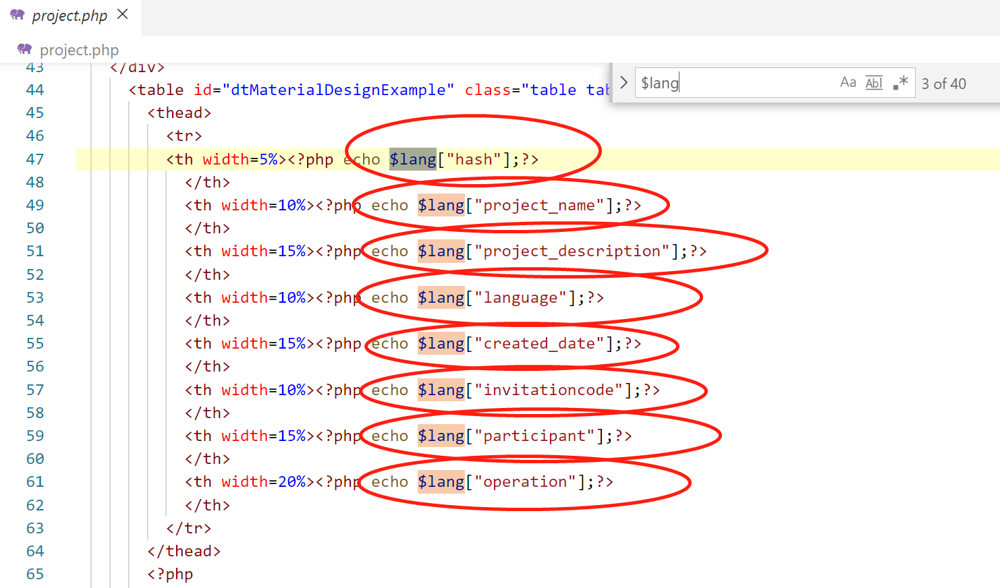 project.php
project.php
$lang
Aa Abl .* 3 of 40
43 </div>
44 <table id="dtMaterialDesignExample" class="table tab
45 <thead>
46 <tr>
47 <th width=5%><?php echo $lang["hash"];?>
48 </th>
49 <th width=10%><?php echo $lang["project_name"];?>
50 </th>
51 <th width=15%><?php echo $lang["project_description"];?>
52 </th>
53 <th width=10%><?php echo $lang["language"];?>
54 </th>
55 <th width=15%><?php echo $lang["created_date"];?>
56 </th>
57 <th width=10%><?php echo $lang["invitationcode"];?>
58 </th>
59 <th width=15%><?php echo $lang["participant"];?>
60 </th>
61 <th width=20%><?php echo $lang["operation"];?>
62 </th>
63 </tr>
64 </thead>
65 <?php